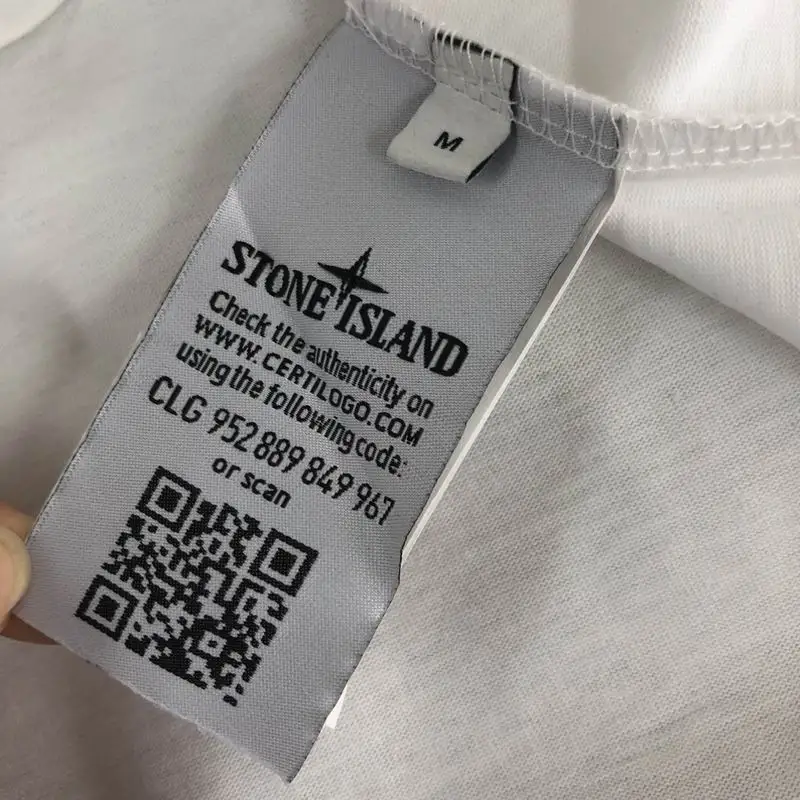 M
STONE ISLAND
Check the authenticity on
WWW.CERTILOGO.COM
using the following code:
CLG 952 889 849 967
or scan